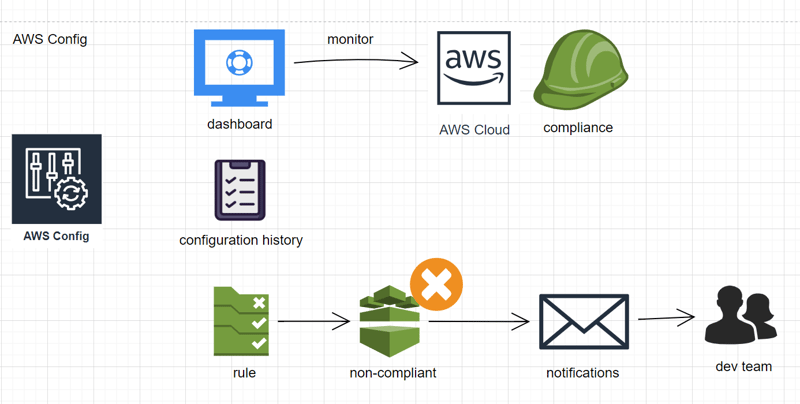 AWS Config
monitor
aws
dashboard
AWS Cloud
compliance
AWS Config
configuration history
rule
non-compliant
notifications
dev team